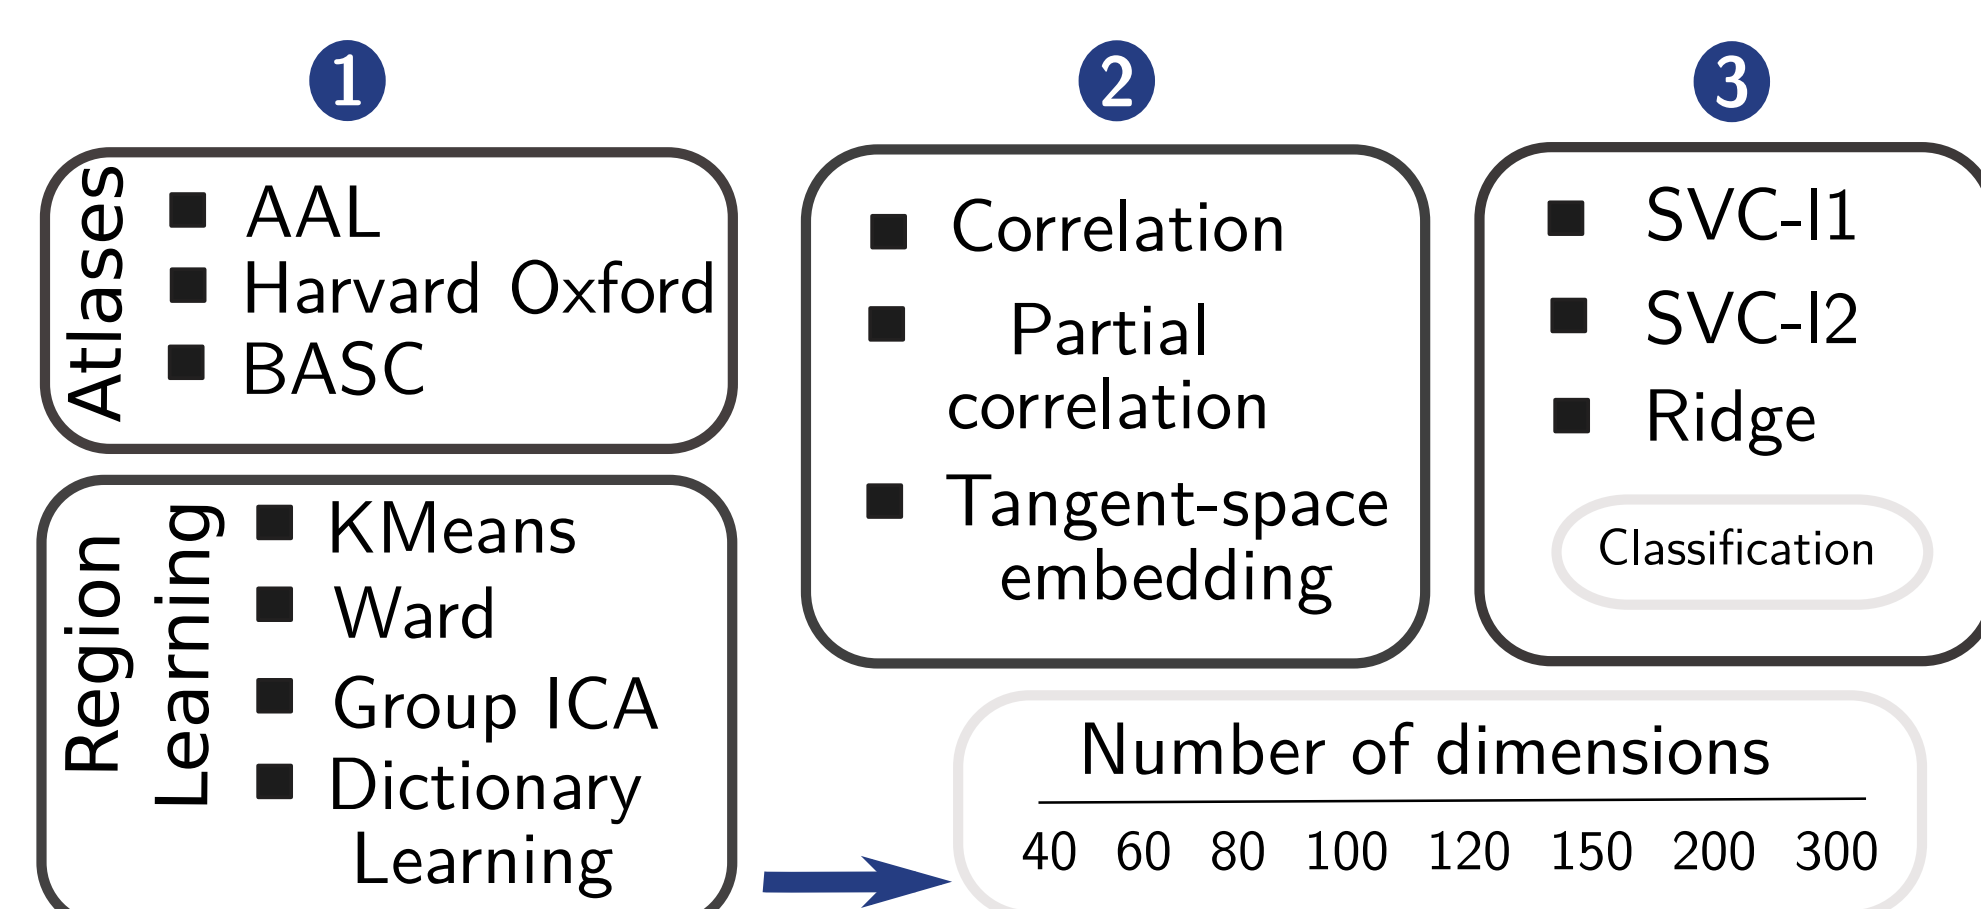 1
Atlases
AAL
Harvard Oxford
BASC
Region
Learning
KMeans
Ward
Group ICA
Dictionary
Learning
2
Correlation
Partial
correlation
Tangent-space
embedding
3
SVC-l1
SVC-l2
Ridge
Classification
Number of dimensions
40 60 80 100 120 150 200 300